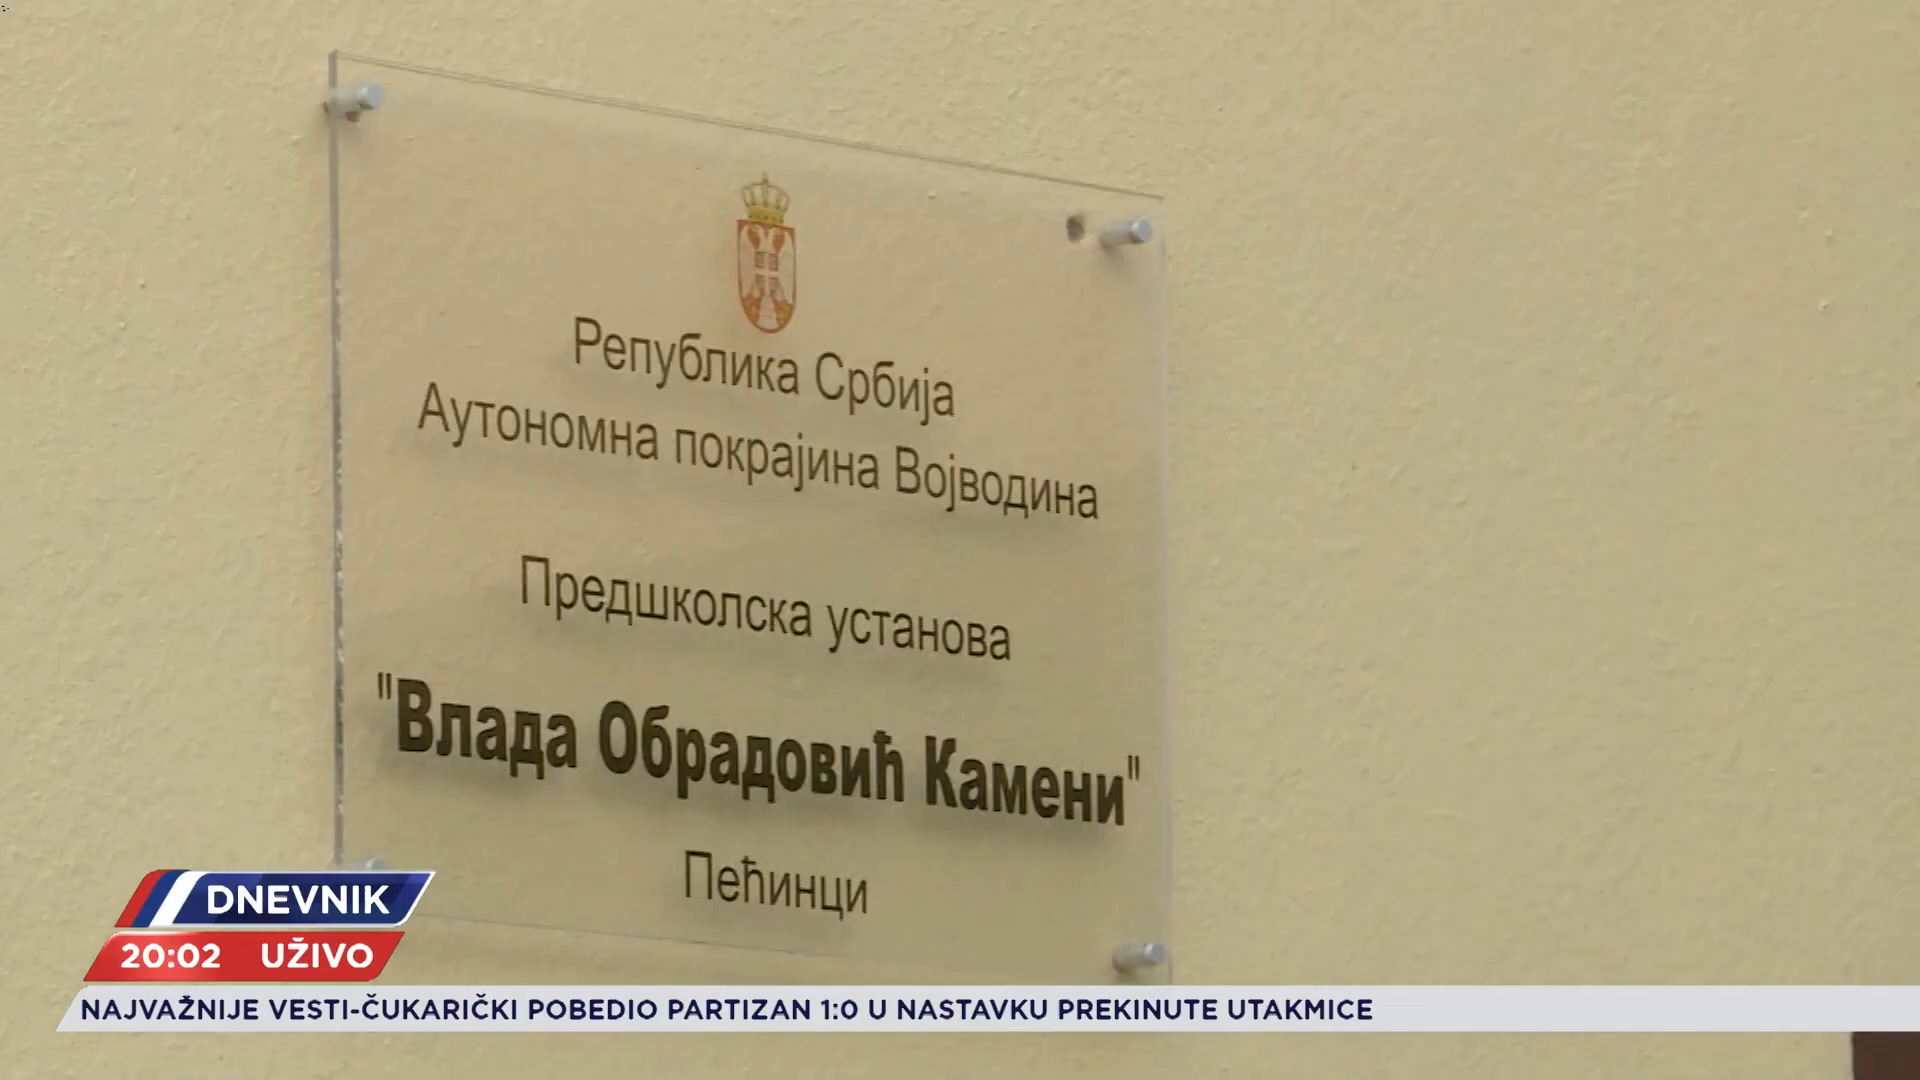 Република Србија
Аутономна покрајина Војводина
Предшколска установа
"Влада Обрадовић Камени"
Пећинци
DNEVNIK
20:02 UŽIVO
NAJVAŽNIJE VESTI-ČUKARIČKI POBEDIO PARTIZAN 1:0 U NASTAVKU PREKINUTE UTAKMICE